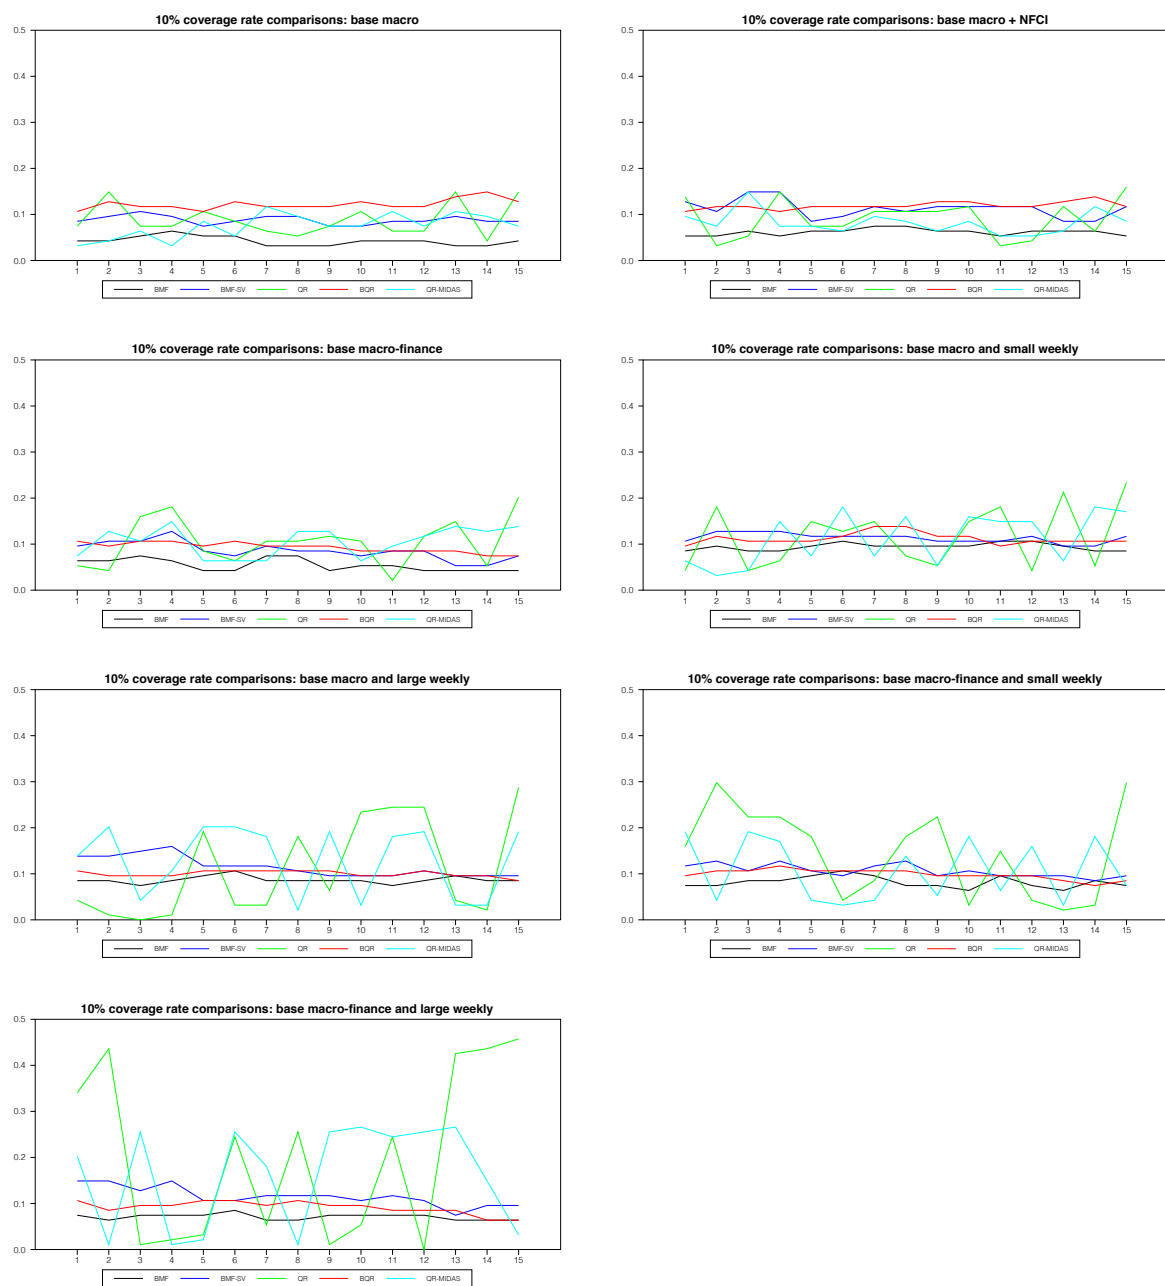 10% coverage rate comparisons: base macro
0.5
0.4
0.3
0.2
0.1
0.0
1 2 3 4 5 6 7 8 9 10 11 12 13 14 15
BMF BMF-SV QR BQR QR-MIDAS
10% coverage rate comparisons: base macro + NFCI
0.5
0.4
0.3
0.2
0.1
0.0
1 2 3 4 5 6 7 8 9 10 11 12 13 14 15
BMF BMF-SV QR BQR QR-MIDAS
10% coverage rate comparisons: base macro-finance
0.5
0.4
0.3
0.2
0.1
0.0
1 2 3 4 5 6 7 8 9 10 11 12 13 14 15
BMF BMF-SV QR BQR QR-MIDAS
10% coverage rate comparisons: base macro and small weekly
0.5
0.4
0.3
0.2
0.1
0.0
1 2 3 4 5 6 7 8 9 10 11 12 13 14 15
BMF BMF-SV QR BQR QR-MIDAS
10% coverage rate comparisons: base macro and large weekly
0.5
0.4
0.3
0.2
0.1
0.0
1 2 3 4 5 6 7 8 9 10 11 12 13 14 15
BMF BMF-SV QR BQR QR-MIDAS
10% coverage rate comparisons: base macro-finance and small weekly
0.5
0.4
0.3
0.2
0.1
0.0
1 2 3 4 5 6 7 8 9 10 11 12 13 14 15
BMF BMF-SV QR BQR QR-MIDAS
10% coverage rate comparisons: base macro-finance and large weekly
0.5
0.4
0.3
0.2
0.1
0.0
1 2 3 4 5 6 7 8 9 10 11 12 13 14 15
BMF BMF-SV QR BQR QR-MIDAS